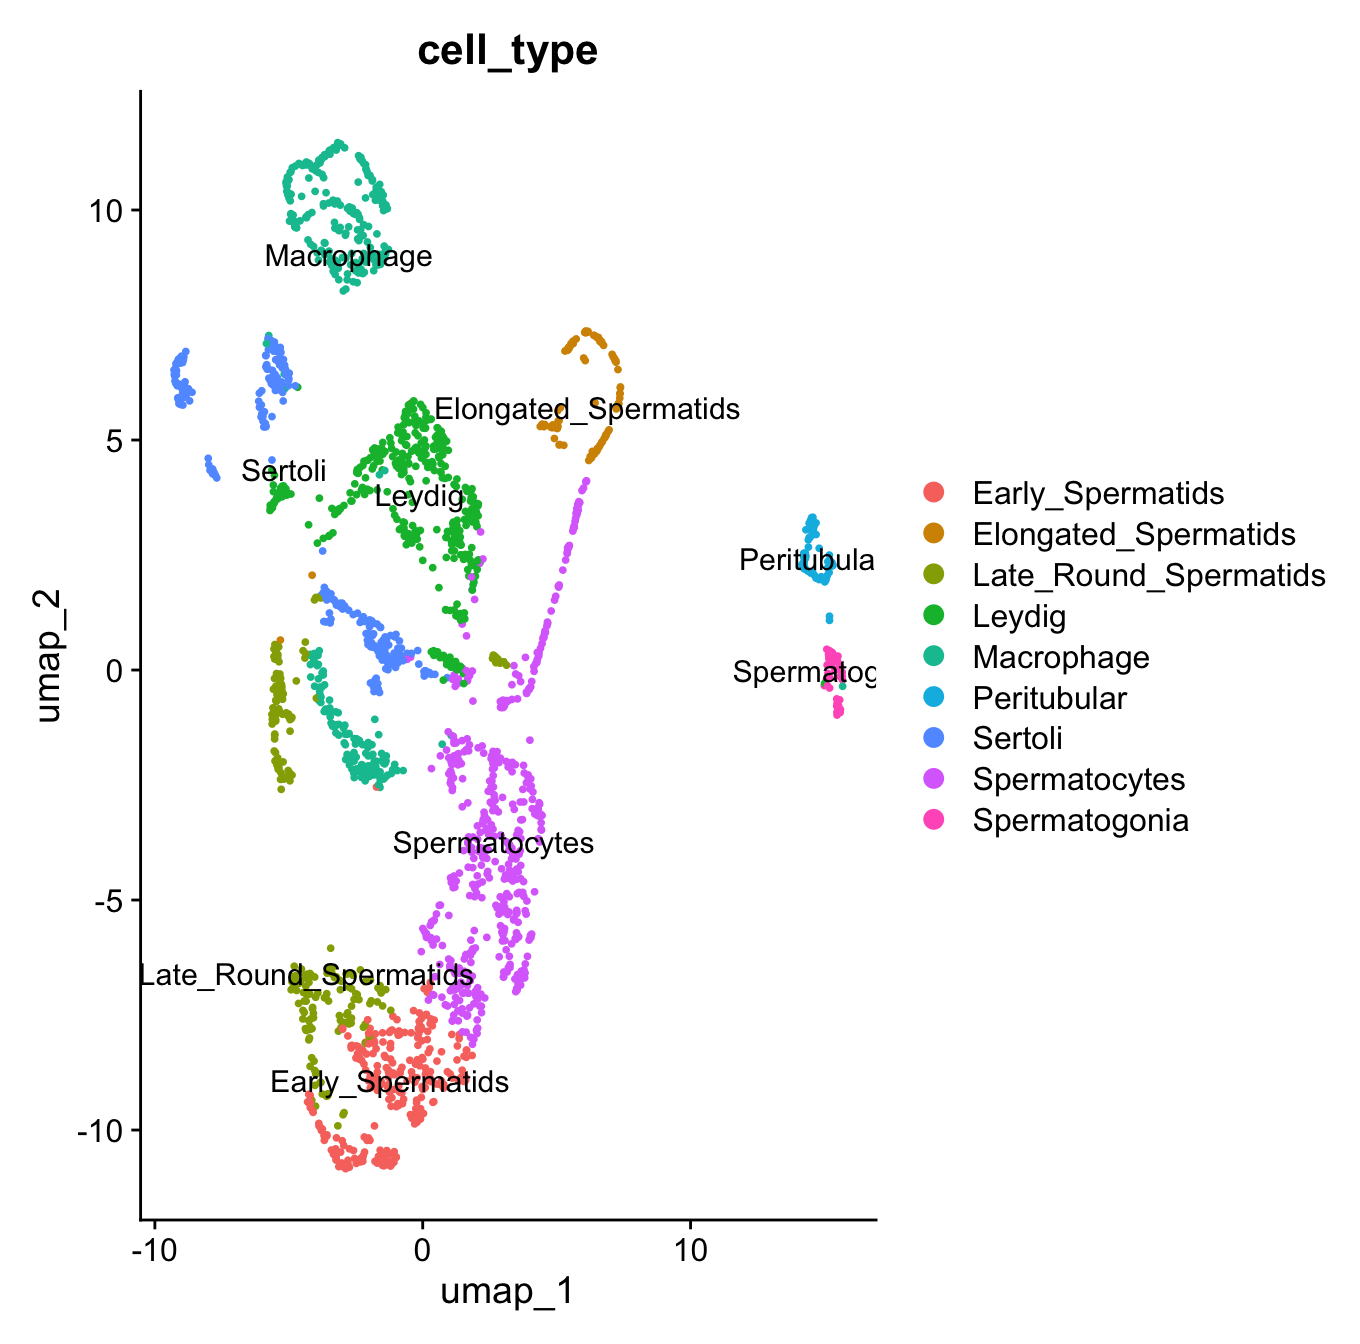 cell_type
10
5
0
-5
-10
umap_2
Macrophage
Elongated_Spermatids
Sertoli
Leydig
Peritubula
Spermatog
Spermatocytes
Late_Round_Spermatids
Early_Spermatids
-10
0
10
umap_1
Early_Spermatids
Elongated_Spermatids
Late_Round_Spermatids
Leydig
Macrophage
Peritubular
Sertoli
Spermatocytes
Spermatogonia